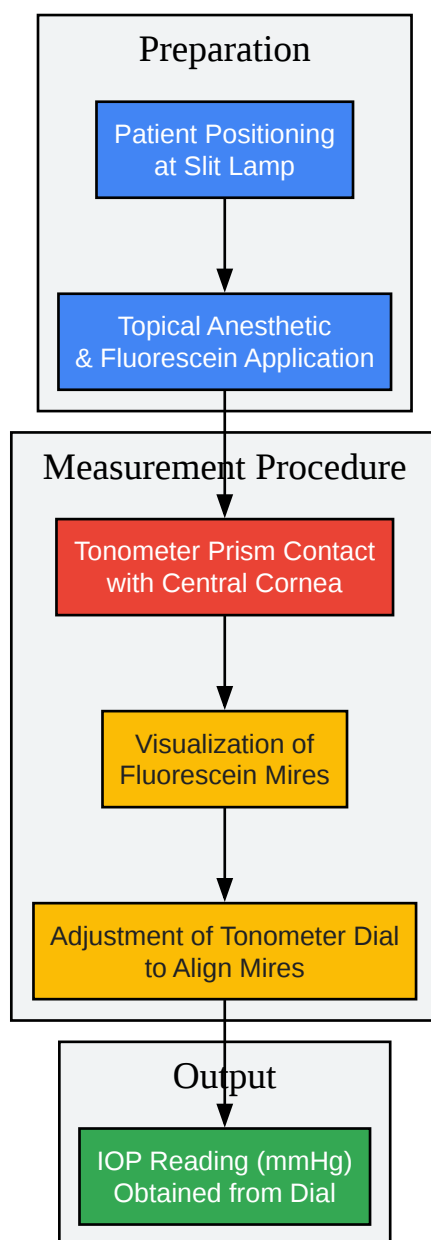 Preparation
Patient Positioning
at Slit Lamp
Topical Anesthetic
& Fluorescein Application
Measurement Procedure
Tonometer Prism Contact
with Central Cornea
Visualization of
Fluorescein Mires
Adjustment of Tonometer Dial
to Align Mires
Output
IOP Reading (mmHg)
Obtained from Dial